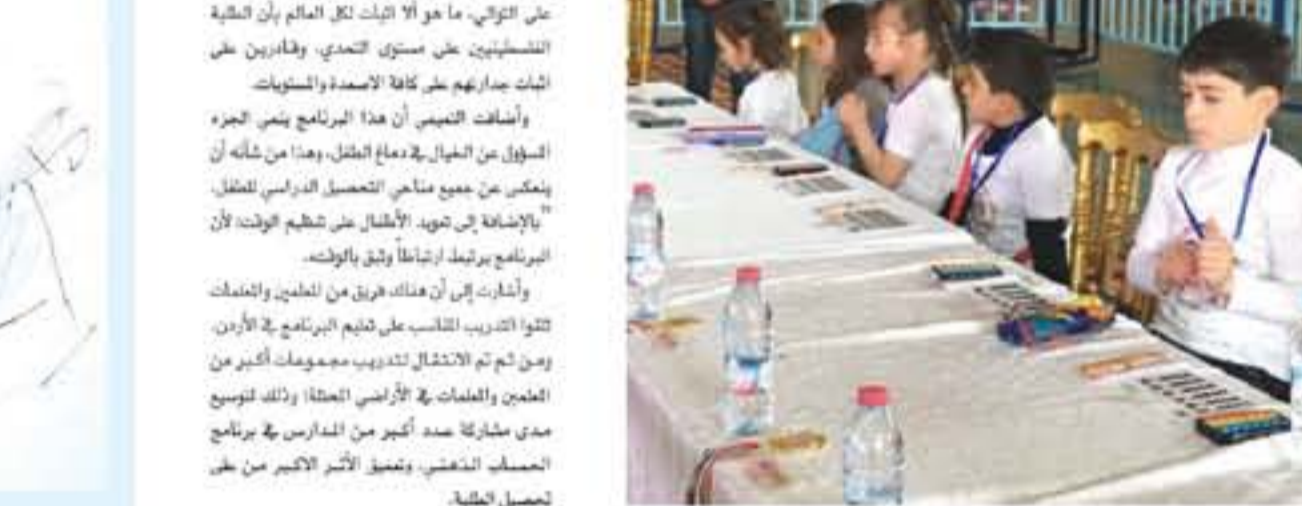 على التوالي، ما هو ألا اثبات لكل العالم بأن الطلبة
الفلسطينيين على مستوى التحدي، وقادرين على
اثبات جدارتهم على كافة الاصعدة والمستويات.
وأضافت التميمي أن هذا البرنامج ينمي الجزء
المسؤول عن الخيال في دماغ الطفل، وهذا من شأنه أن
ينعكس عن جميع مناحي التحصيل الدراسي للطفل،
"بالإضافة إلى تعويد الأطفال على تنظيم الوقت؛ لأن
البرنامج يرتبط ارتباطاً وثيق بالوقت".
وأشارت إلى أن هناك فريق من المعلمين والمعلمات
تلقوا التدريب المناسب على تعليم البرنامج في الأردن،
ومن ثم تم الانتقال لتدريب مجموعات أكبر من
المعلمين والمعلمات في الأراضي المحتلة؛ وذلك لتوسيع
مدى مشاركة عدد أكبر من المدارس في برنامج
الحساب الذهني، وتعميق الأثر الاكبر من على
تحصيل الطلبة.